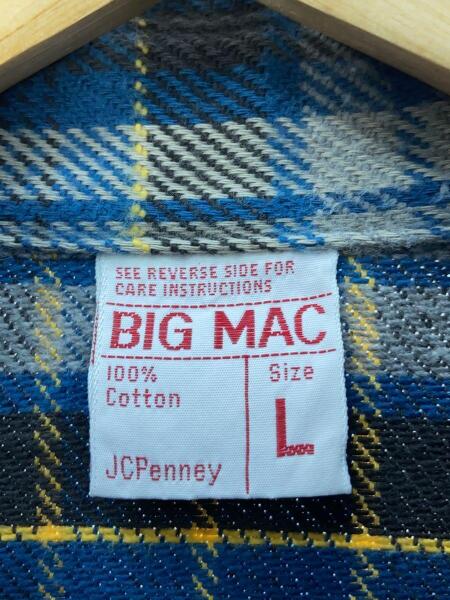 SEE REVERSE SIDE FOR
CARE INSTRUCTIONS
BIG MAC
100%
Cotton
JCPenney
Size
L